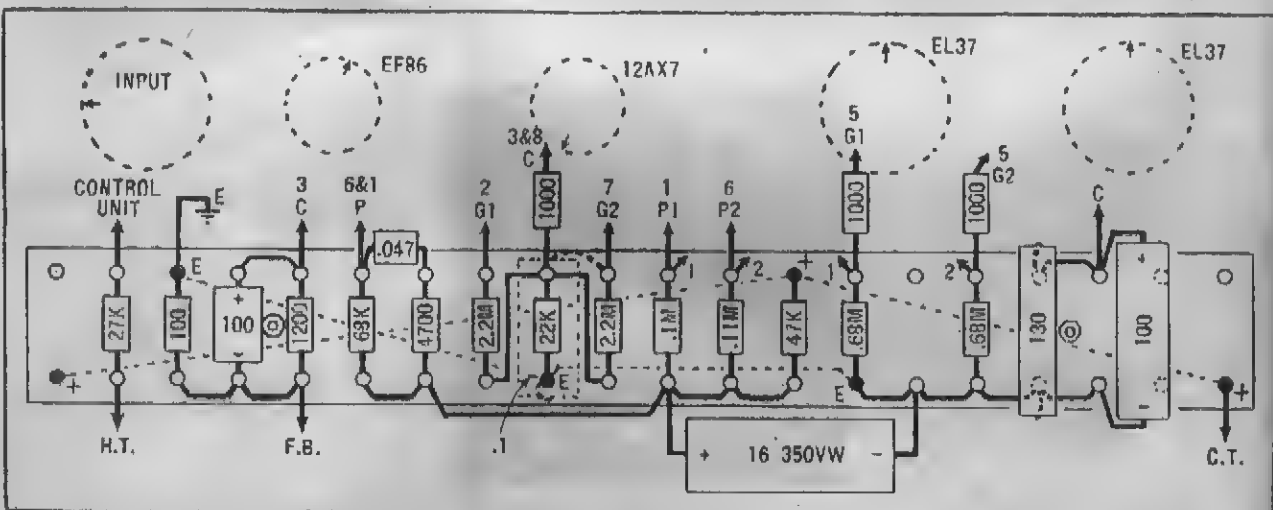 INPUT
EF86
12AX7
EL37
EL37
CONTROL
UNIT
E
3
C
6&1
P
.047
2
G1
3&8
C
1000
7
G2
1
P1
6
P2
5
G1
1000
5
G2
1000
C
E
1
2
+
1
2
27K
100
+
100
-
1200
68K
4700
2.2M
22K
2.2M
.1M
.11M
47K
.68M
.68M
130
+
100
-
+
E
E
+
H.T.
F.B.
.1
+ 16 350VW -
C.T.